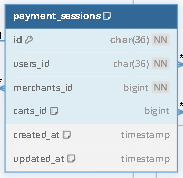 payment_sessions
id char(36) NN
users_id char(36) NN
merchants_id bigint NN
carts_id bigint
created_at timestamp
updated_at timestamp